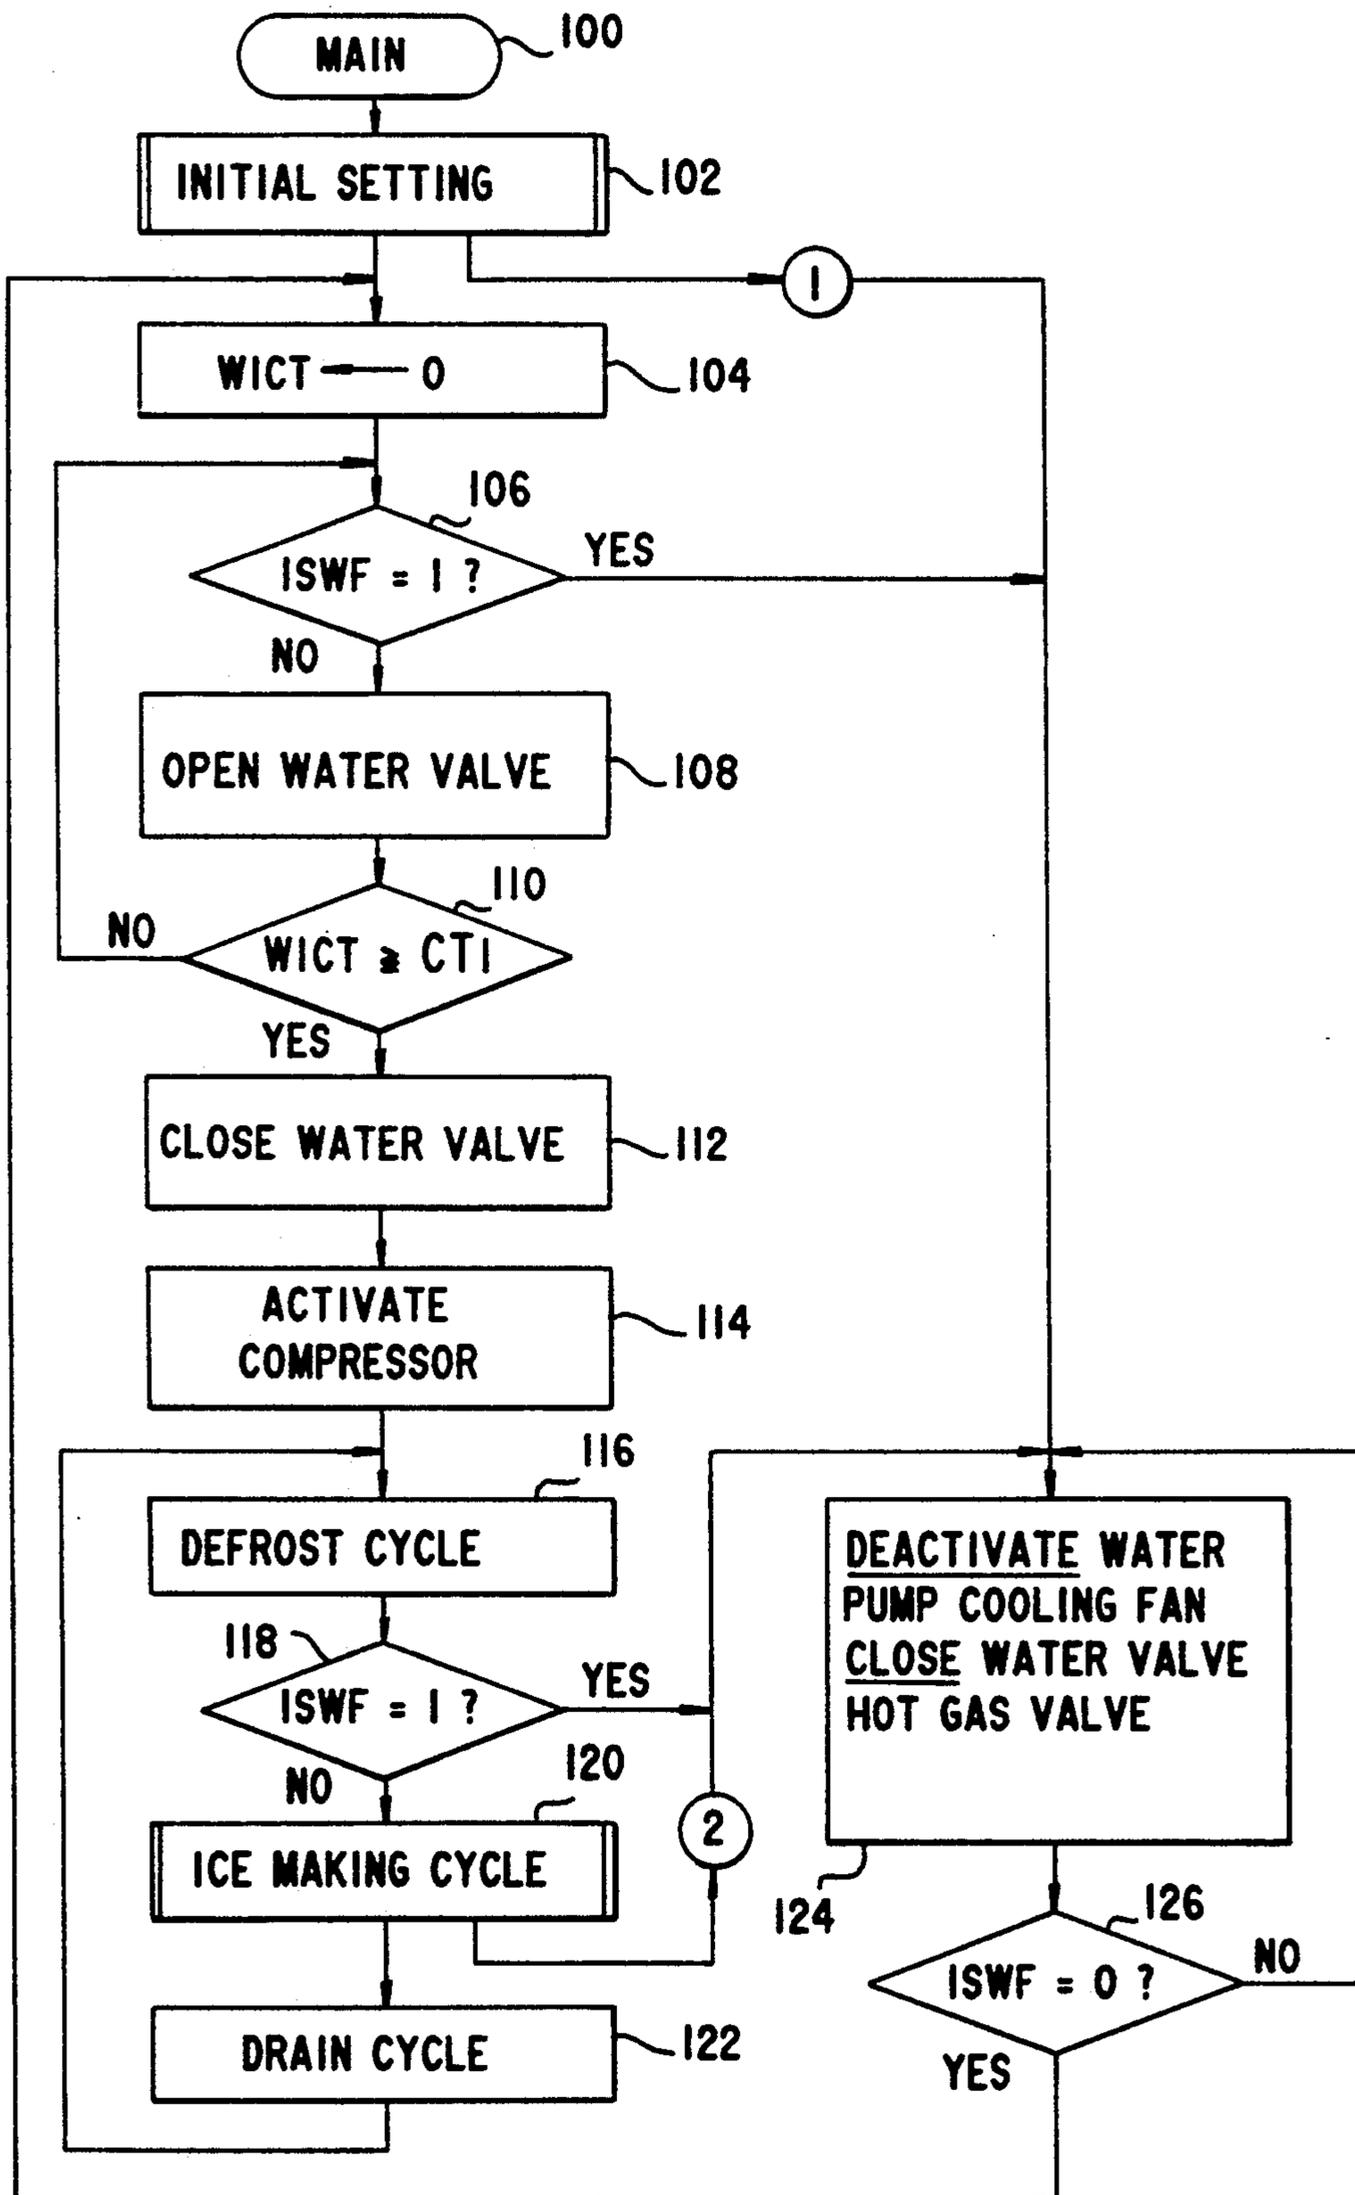 MAIN
100
INITIAL SETTING
102
1
WICT ← 0
104
106
ISWF = 1 ?
YES
NO
OPEN WATER VALVE
108
110
WICT ≧ CT1
NO
YES
CLOSE WATER VALVE
112
ACTIVATE
COMPRESSOR
114
116
DEFROST CYCLE
118
ISWF = 1 ?
YES
NO
120
ICE MAKING CYCLE
2
DRAIN CYCLE
122
DEACTIVATE WATER
PUMP COOLING FAN
CLOSE WATER VALVE
HOT GAS VALVE
124
126
ISWF = 0 ?
NO
YES